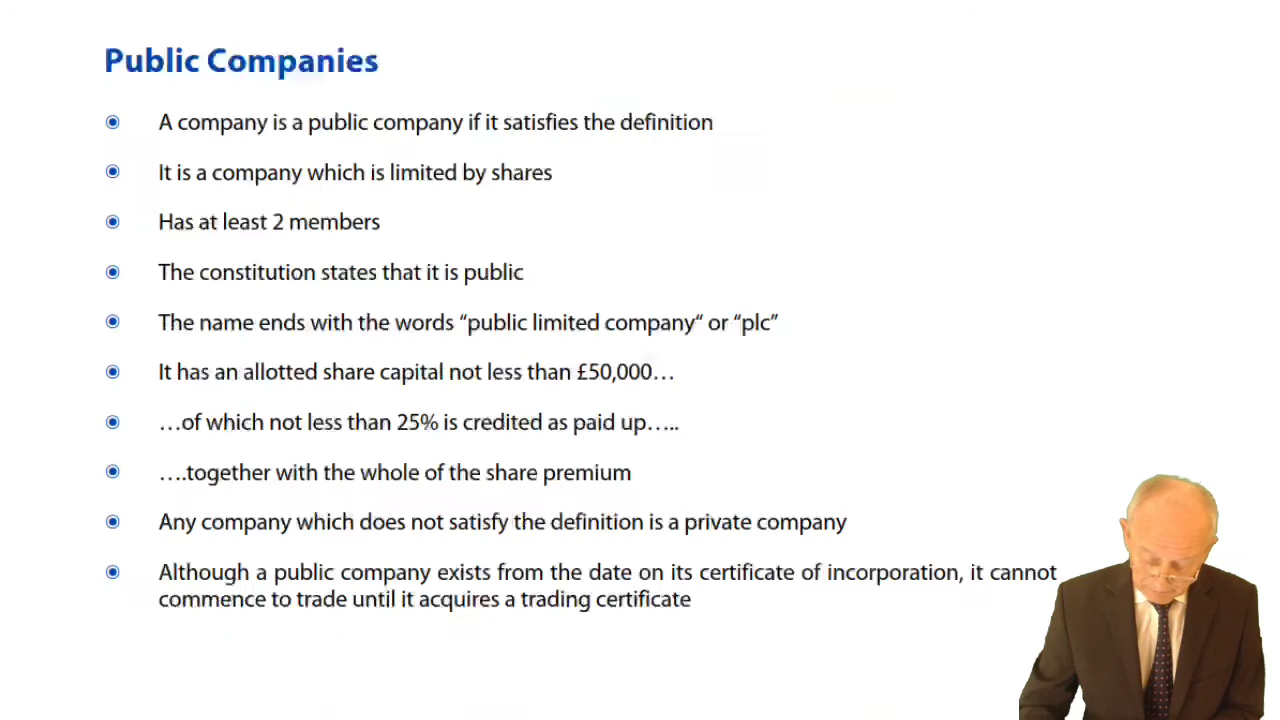 Public Companies
A company is a public company if it satisfies the definition
It is a company which is limited by shares
Has at least 2 members
The constitution states that it is public
The name ends with the words “public limited company“ or “plc”
It has an allotted share capital not less than £50,000…
…of which not less than 25% is credited as paid up…..
….together with the whole of the share premium
Any company which does not satisfy the definition is a private company
Although a public company exists from the date on its certificate of incorporation, it cannot
commence to trade until it acquires a trading certificate